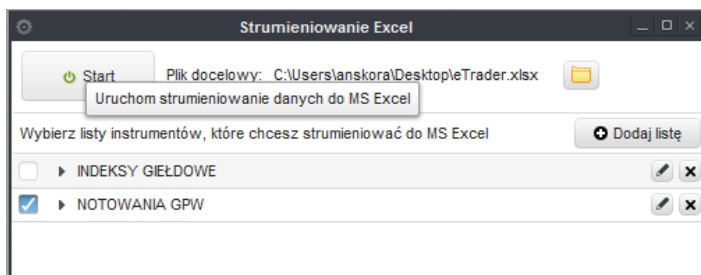 Strumieniowanie Excel
Start Plik docelowy: C:\Users\anskora\Desktop\eTrader.xlsx
Uruchom strumieniowanie danych do MS Excel
Wybierz listy instrumentów, które chcesz strumieniować do MS Excel Dodaj listę
INDEKSY GIEŁDOWE
NOTOWANIA GPW